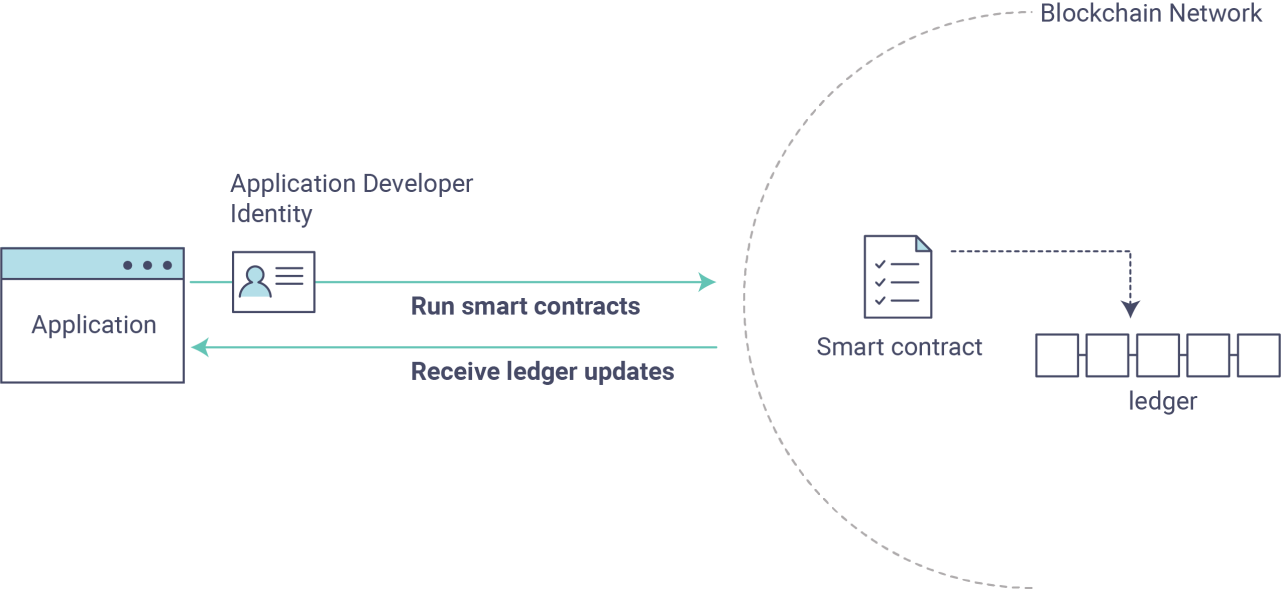 Blockchain Network
Application Developer
Identity
Application
Run smart contracts
Receive ledger updates
Smart contract
ledger